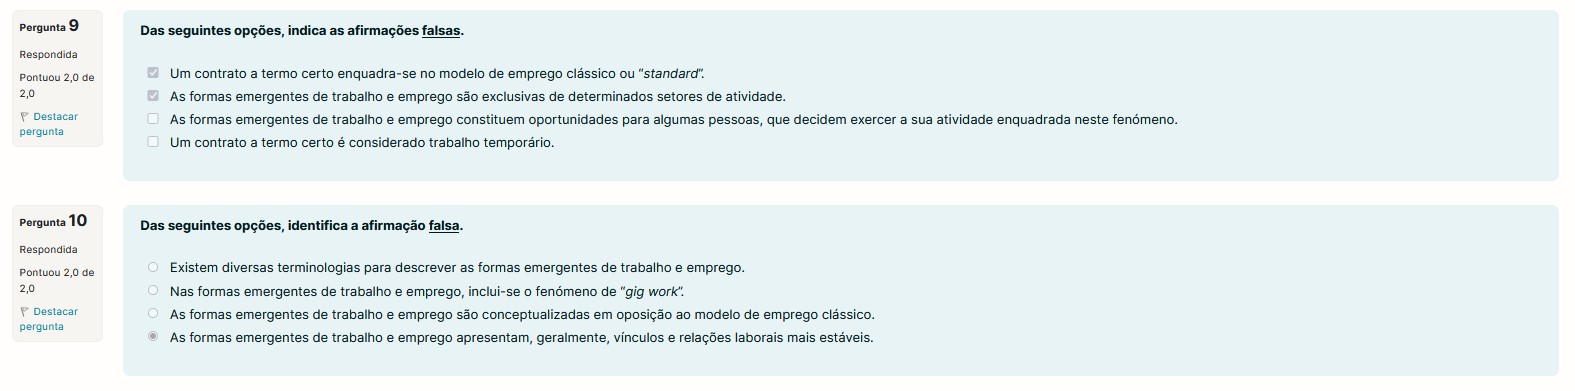 Pergunta 9
Respondida
Pontuou 2,0 de
2,0
Destacar
pergunta
Das seguintes opções, indica as afirmações falsas.
Um contrato a termo certo enquadra-se no modelo de emprego clássico ou “standard”.
As formas emergentes de trabalho e emprego são exclusivas de determinados setores de atividade.
As formas emergentes de trabalho e emprego constituem oportunidades para algumas pessoas, que decidem exercer a sua atividade enquadrada neste fenómeno.
Um contrato a termo certo é considerado trabalho temporário.
Pergunta 10
Respondida
Pontuou 2,0 de
2,0
Destacar
pergunta
Das seguintes opções, identifica a afirmação falsa.
Existem diversas terminologias para descrever as formas emergentes de trabalho e emprego.
Nas formas emergentes de trabalho e emprego, inclui-se o fenómeno de “gig work”.
As formas emergentes de trabalho e emprego são conceptualizadas em oposição ao modelo de emprego clássico.
As formas emergentes de trabalho e emprego apresentam, geralmente, vínculos e relações laborais mais estáveis.